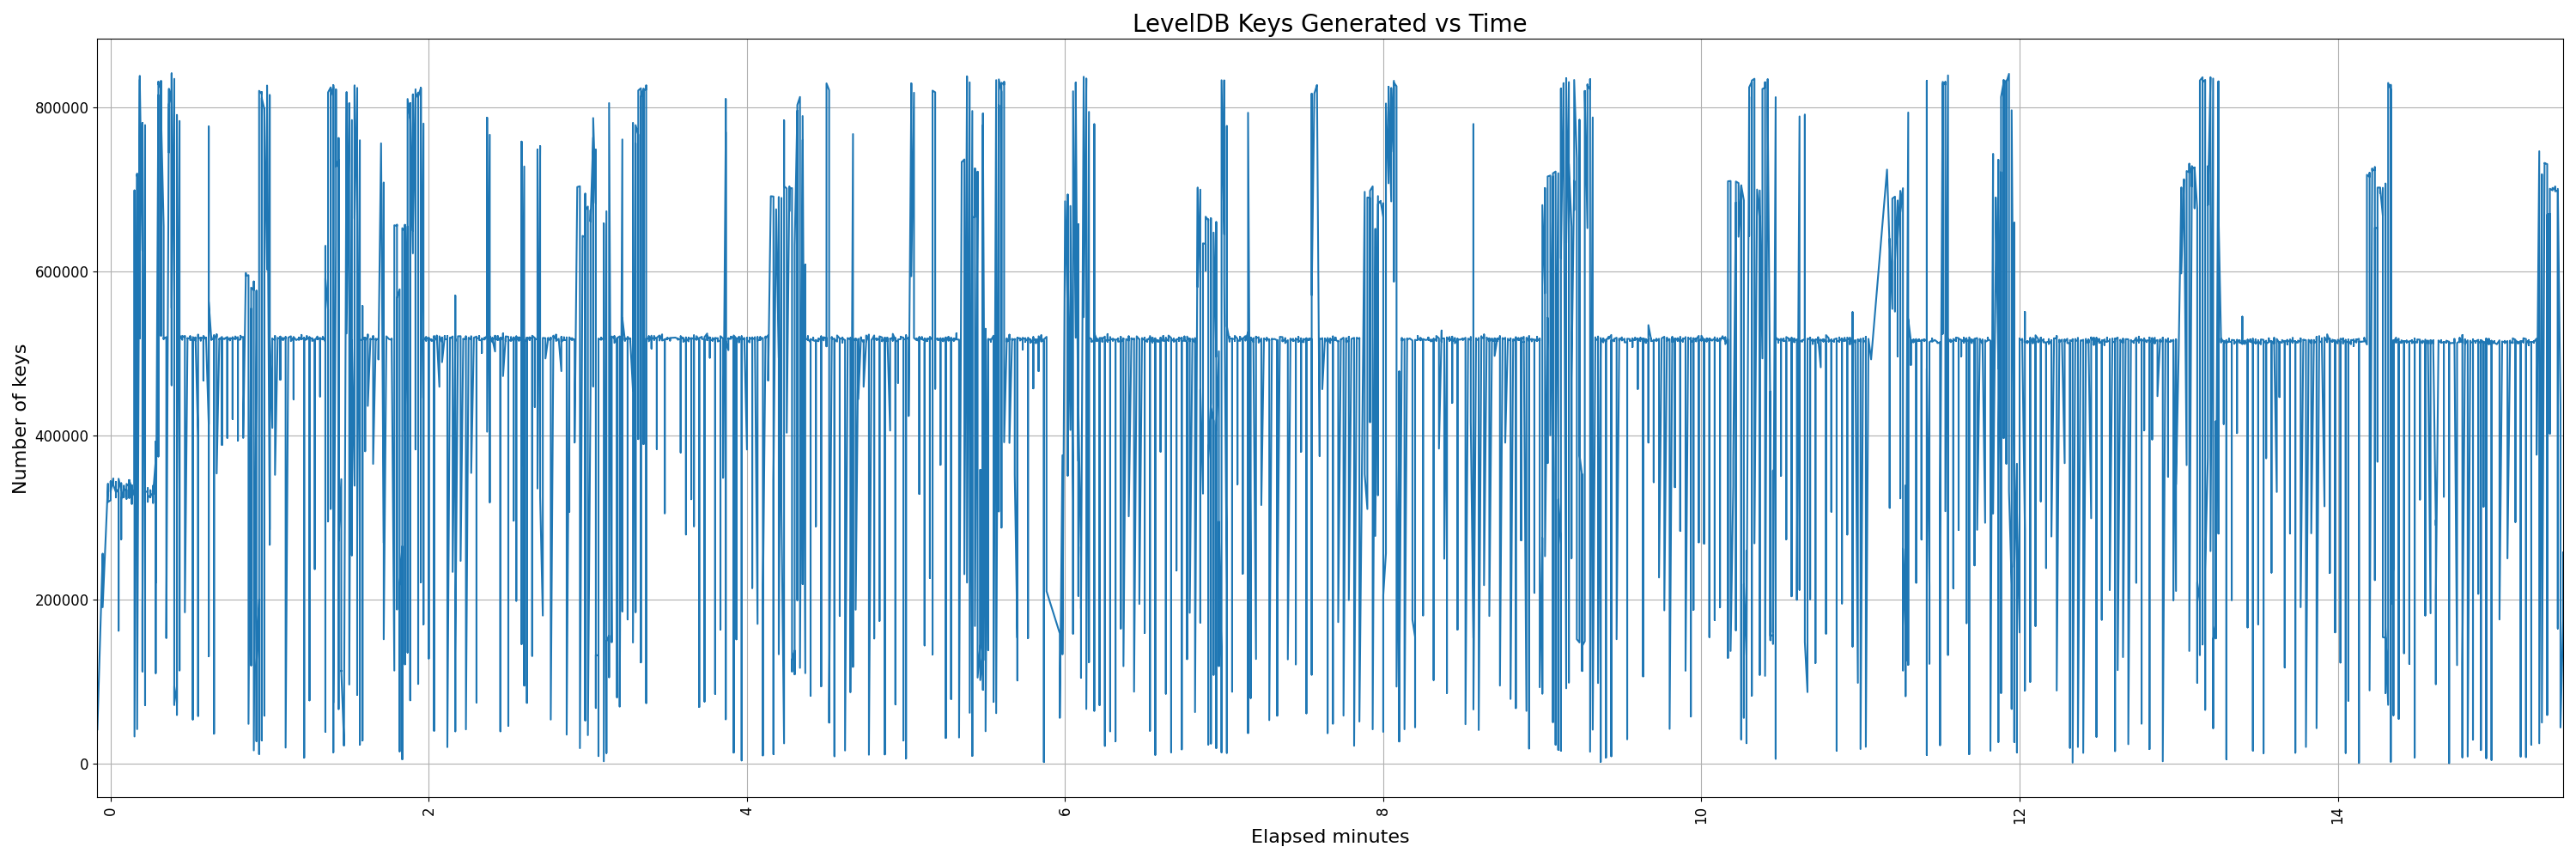 LevelDB Keys Generated vs Time
Number of keys
800000
600000
400000
200000
0
0 2 4 6 8 10 12 14
Elapsed minutes